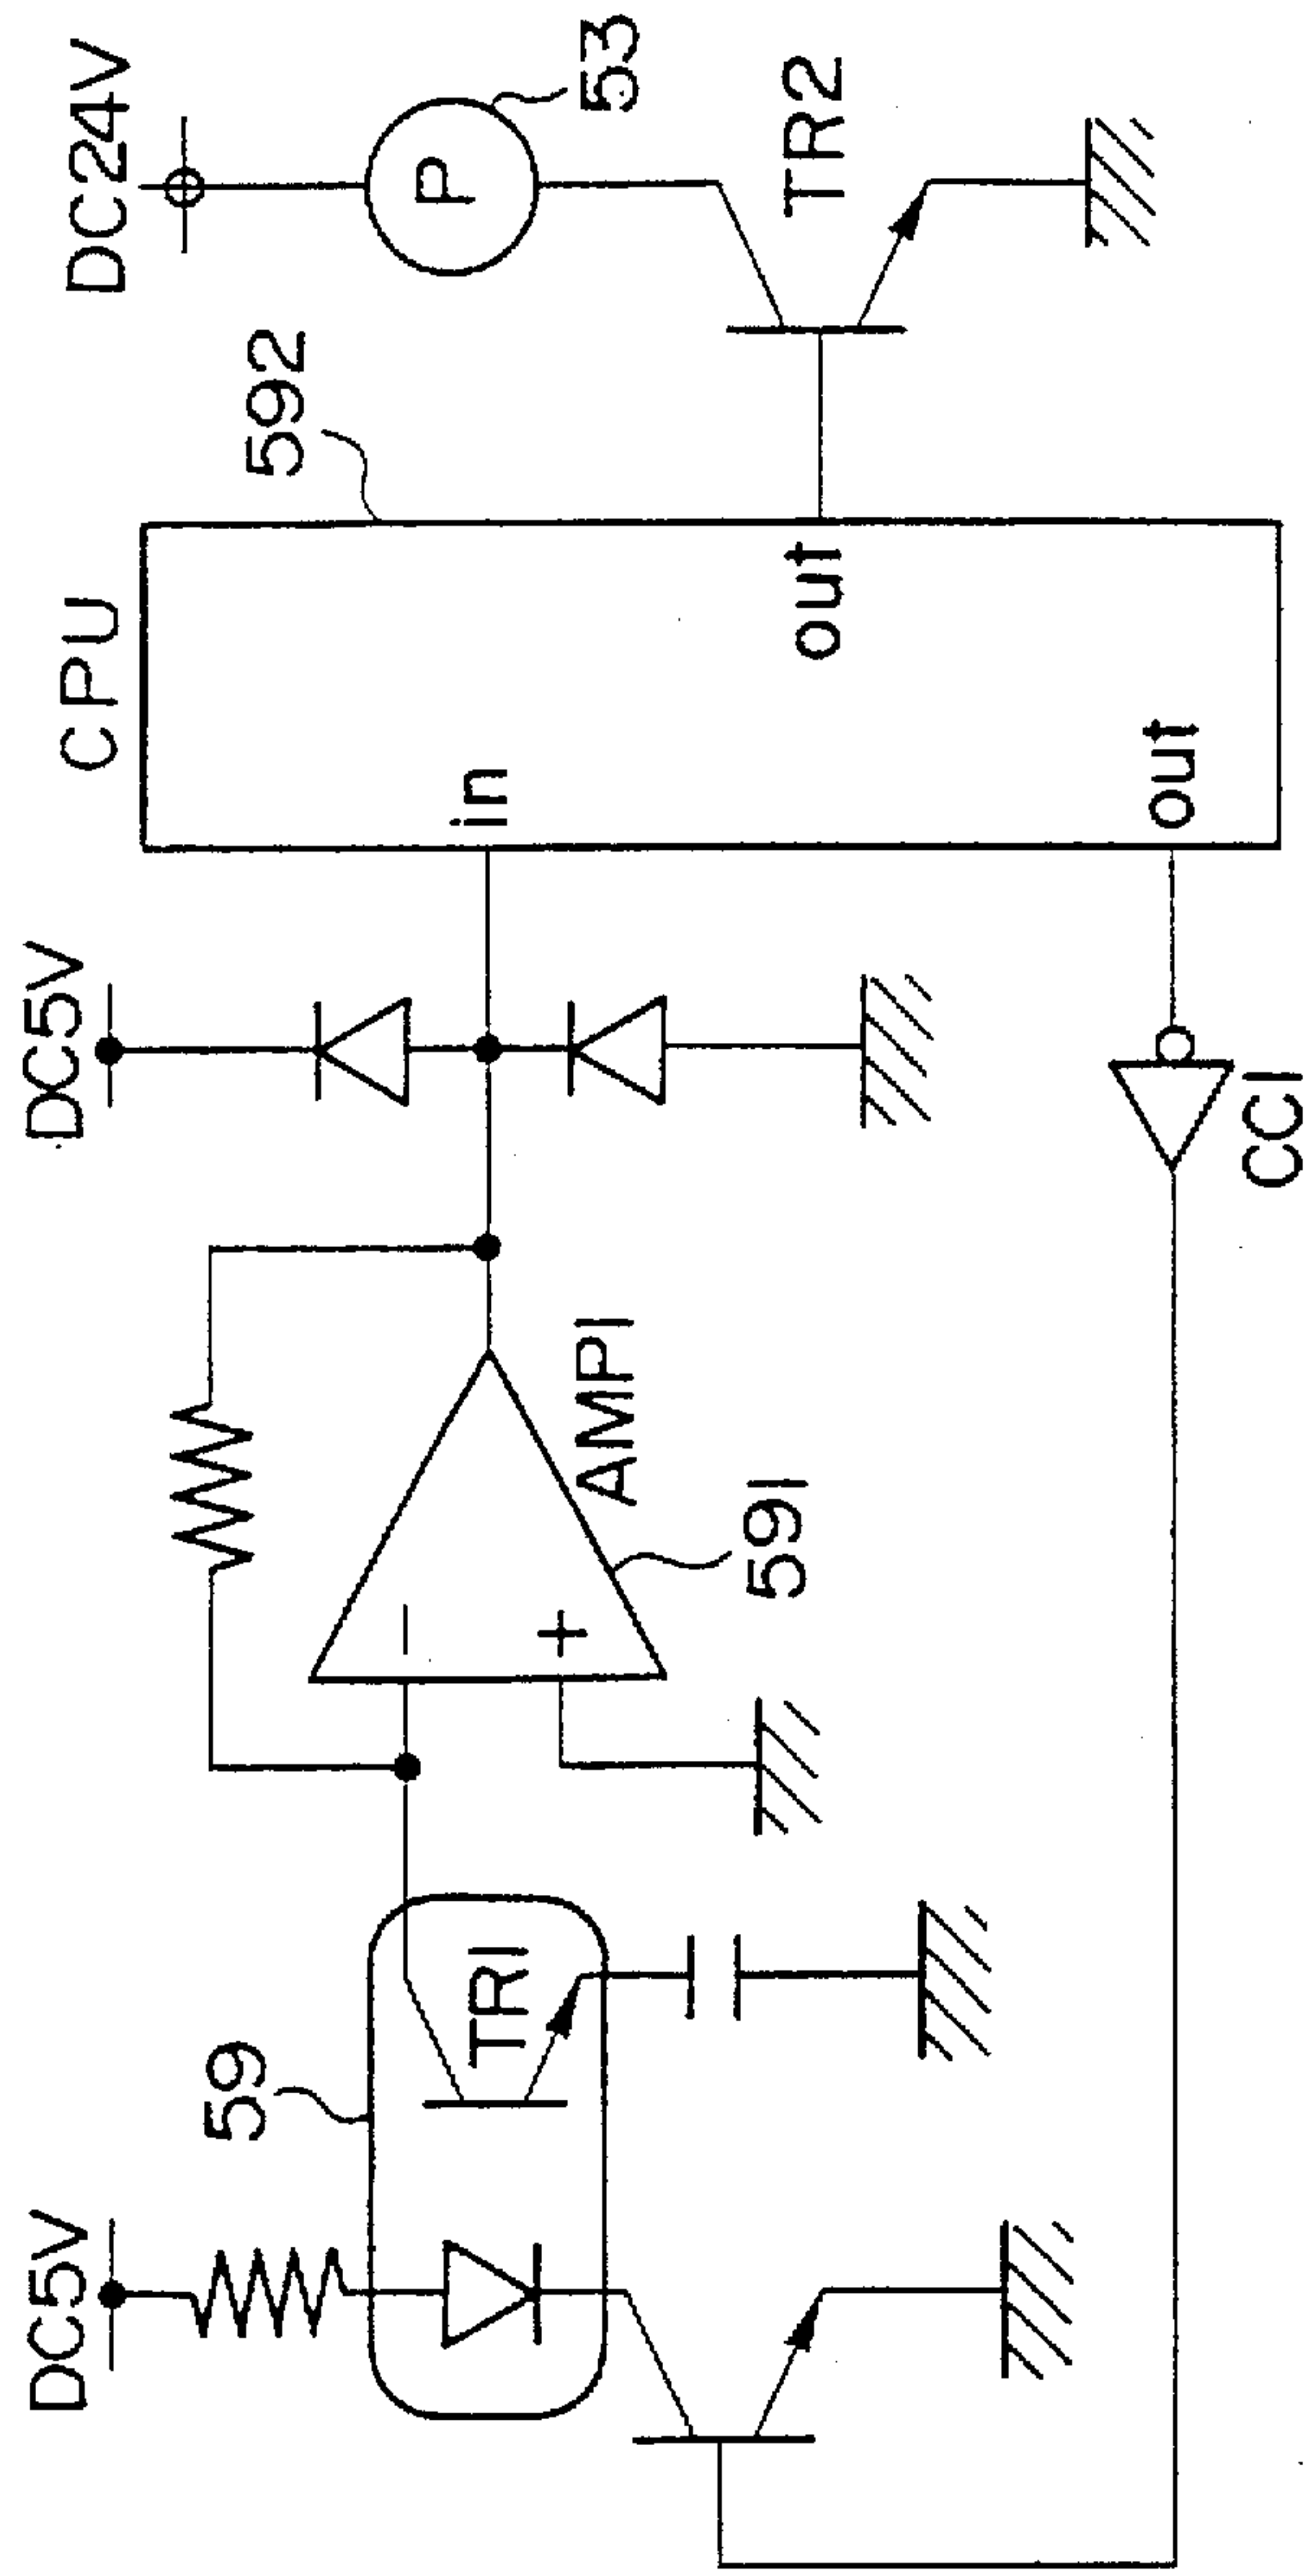 DC5V
59
TRI
AMPI
59I
DC5V
CPU
592
in
out
out
CCI
DC24V
P
53
TR2
−
+